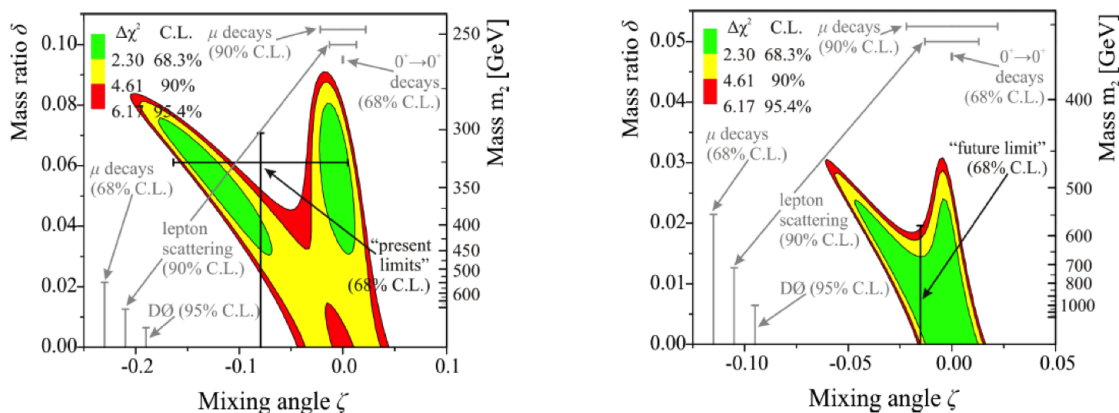 Mass ratio δ
0.10
0.08
0.06
0.04
0.02
0.00
Δχ² C.L.
2.30 68.3%
4.61 90%
6.17 95.4%
μ decays
(90% C.L.)
0⁺→0⁺
decays
(68% C.L.)
μ decays
(68% C.L.)
lepton
scattering
(90% C.L.)
"present
limits"
(68% C.L.)
DØ (95% C.L.)
250
300
350
400
450
500
600
Mass m₂ [GeV]
-0.2 -0.1 0.0 0.1
Mixing angle ζ
Mass ratio δ
0.05
0.04
0.03
0.02
0.01
0.00
Δχ² C.L.
2.30 68.3%
4.61 90%
6.17 95.4%
μ decays
(90% C.L.)
0⁺→0⁺
decays
(68% C.L.)
μ decays
(68% C.L.)
"future limit"
(68% C.L.)
lepton
scattering
(90% C.L.)
DØ (95% C.L.)
400
500
600
700
800
1000
Mass m₂ [GeV]
-0.10 -0.05 0.00 0.05
Mixing angle ζ